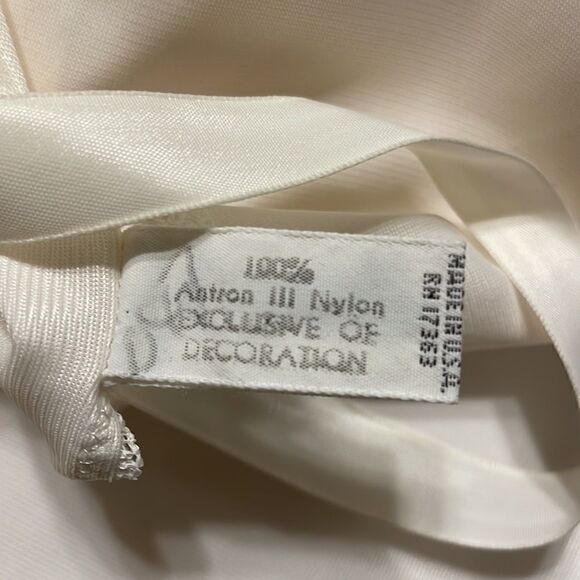 100%
Antron III Nylon
EXCLUSIVE OF
DECORATION
MADE IN U.S.A.
RN 17363